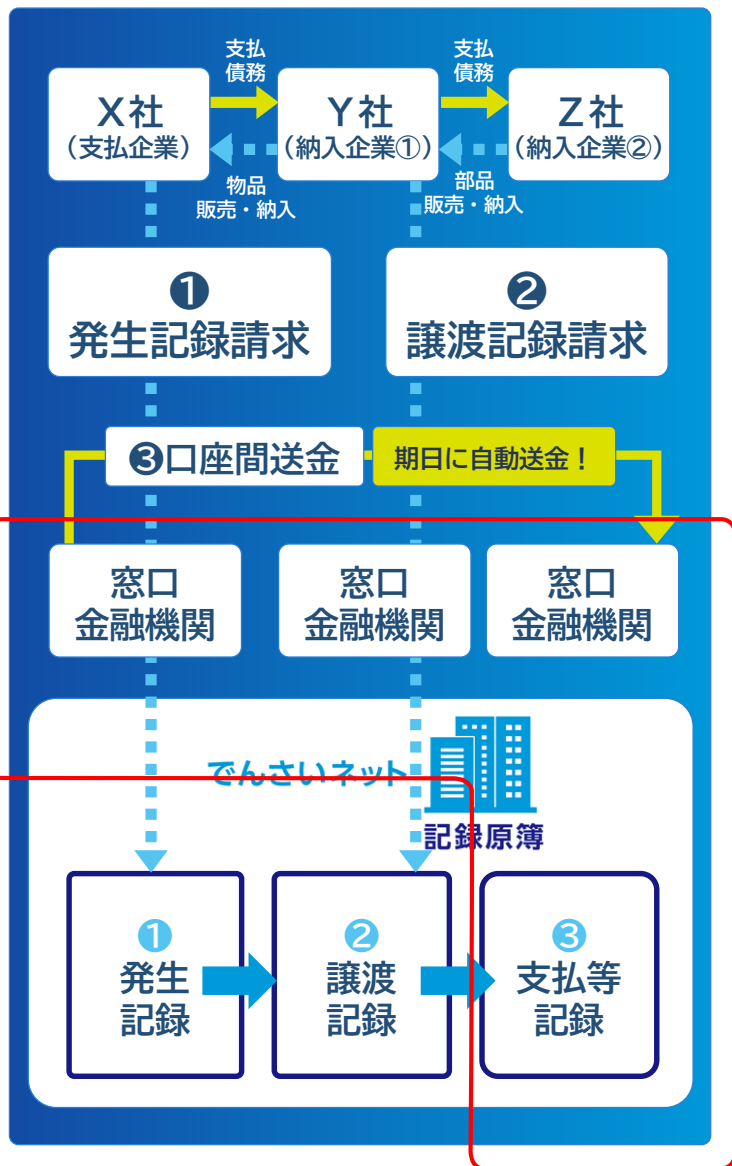 支払
債務
支払
債務
X社
(支払企業)
Y社
(納入企業①)
Z社
(納入企業②)
物品
販売・納入
部品
販売・納入
❶
発生記録請求
❷
譲渡記録請求
❸口座間送金
期日に自動送金！
窓口
金融機関
窓口
金融機関
窓口
金融機関
でんさいネット
記録原簿
❶
発生
記録
❷
譲渡
記録
❸
支払等
記録